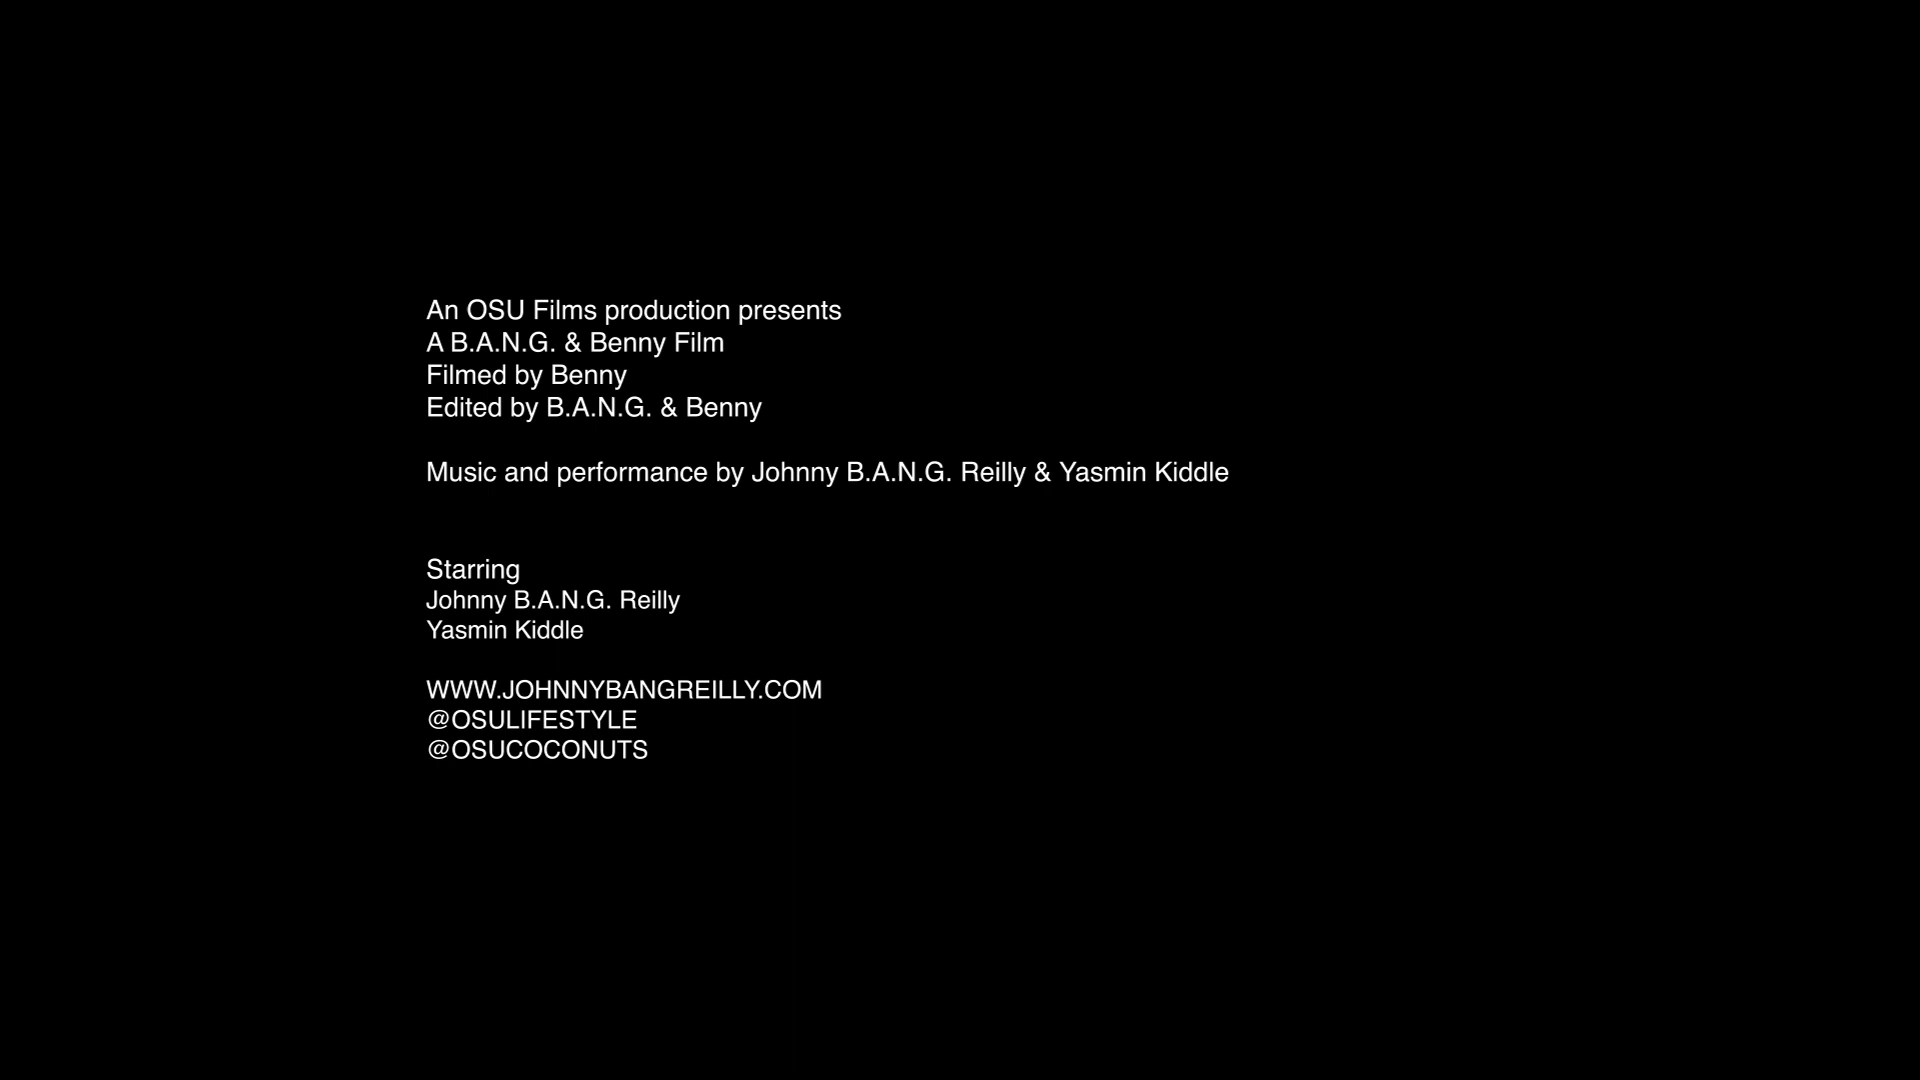 An OSU Films production presents
A B.A.N.G. & Benny Film
Filmed by Benny
Edited by B.A.N.G. & Benny
Music and performance by Johnny B.A.N.G. Reilly & Yasmin Kiddle
Starring
Johnny B.A.N.G. Reilly
Yasmin Kiddle
WWW.JOHNNYBANGREILLY.COM
@OSULIFESTYLE
@OSUCOCONUTS